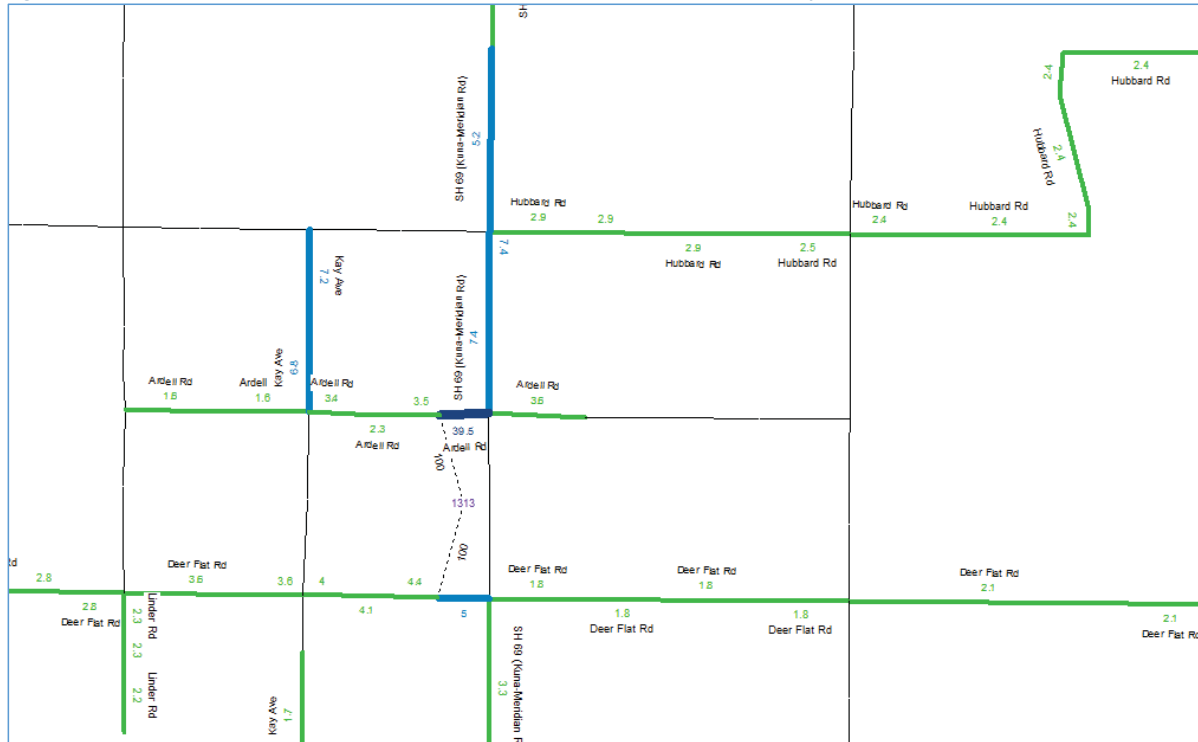 SH
2.4
Hubbard Rd
2.4
SH 69 (Kuna-Meridian Rd)
5.2
Hubbard Rd
2.4
Hubbard Rd
2.9
2.9
Hubbard Rd
2.4
Hubbard Rd
2.4
2.4
7.4
2.9
Hubbard Rd
2.5
Hubbard Rd
Kay Ave
7.2
SH 69 (Kuna-Meridian Rd)
7.4
Kay Ave
6.8
Ardell Rd
Ardell
1.6
Ardell Rd
3.4
3.5
Ardell Rd
2.3
Ardell Rd
39.5
Ardell Rd
100
1313
100
Rd
2.8
Deer Flat Rd
3.6
3.6
4
4.4
Deer Flat Rd
1.8
Deer Flat Rd
1.8
Deer Flat Rd
2.1
2.8
Deer Flat Rd
4.1
5
1.8
Deer Flat Rd
1.8
Deer Flat Rd
2.1
Deer Flat Rd
Linder Rd
2.3
2.3
Linder Rd
2.2
Kay Ave
1.7
SH 69 (Kuna-Meridian R
3.3